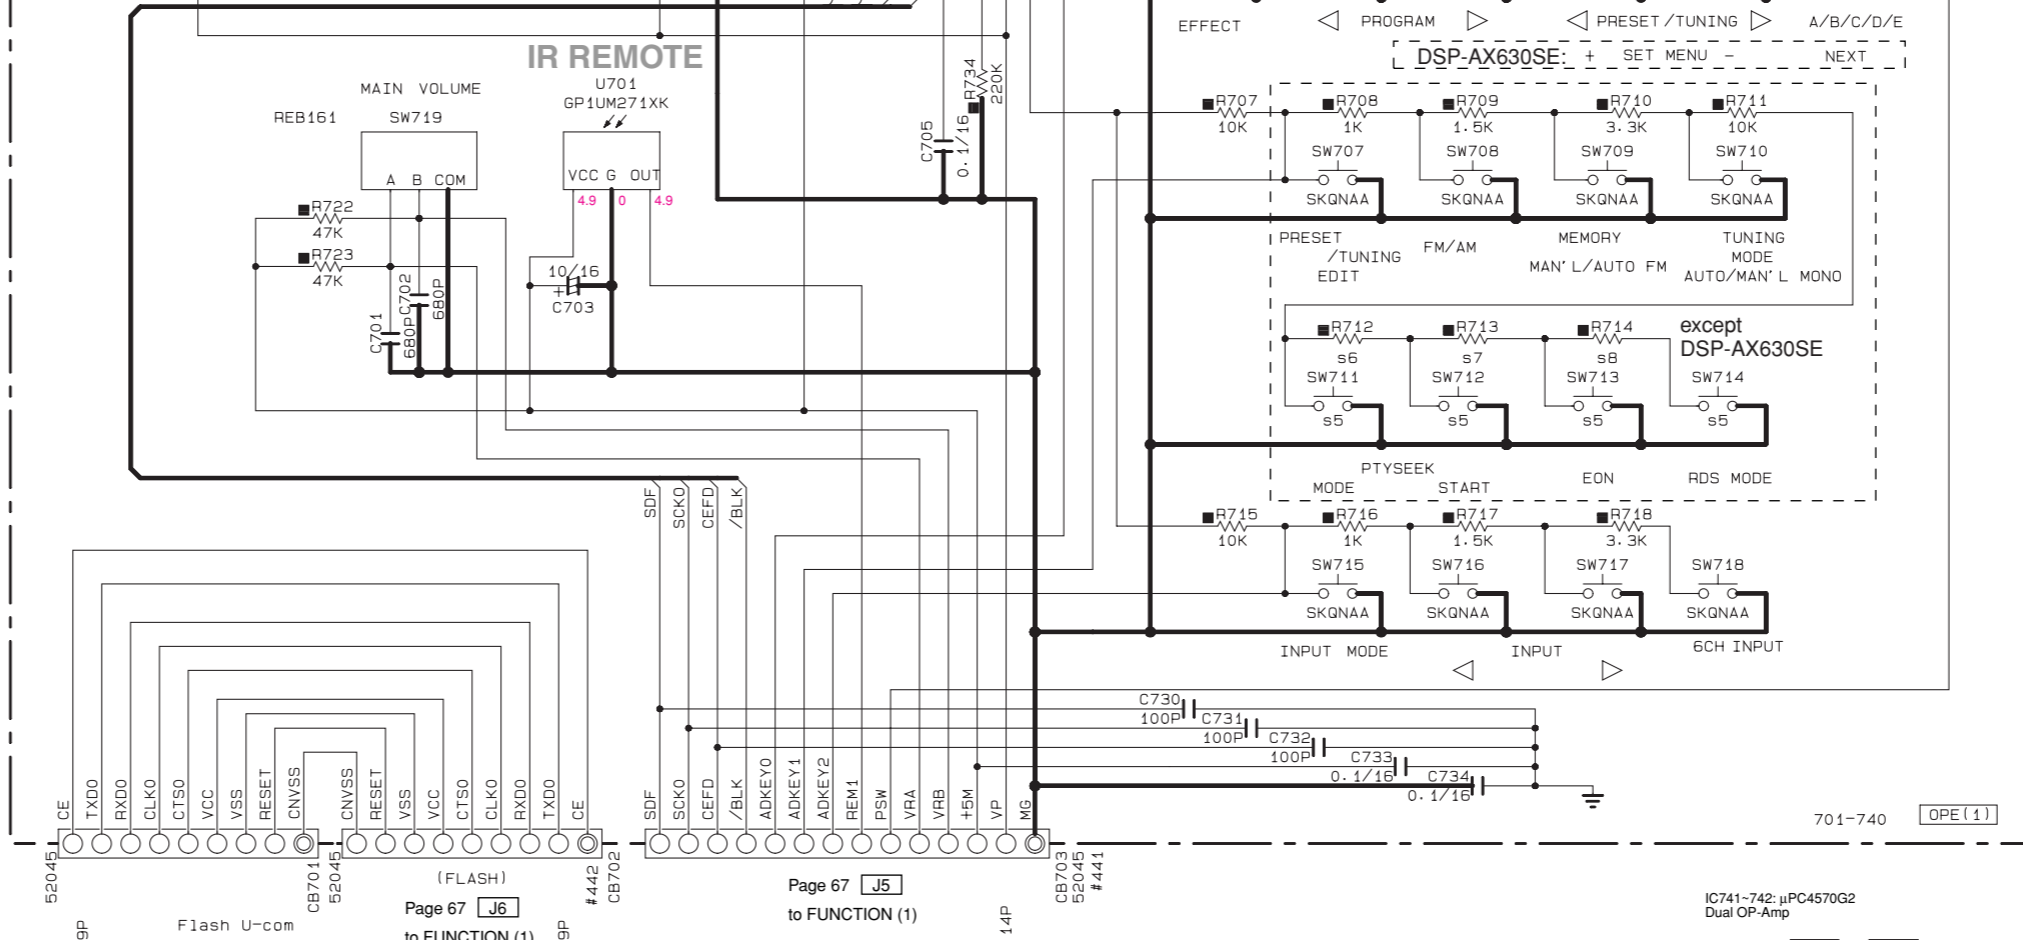 EFFECT
◁ PROGRAM ▷
◁ PRESET/TUNING ▷
A/B/C/D/E
DSP-AX630SE: + SET MENU − NEXT
IR REMOTE
U701
GP1UM271XK
MAIN VOLUME
REB161
SW719
A B COM
VCC G OUT
4.9 0 4.9
R722
47K
R723
47K
10/16
+
C703
C702
680P
C701
680P
C705
0.1/16
R734
220K
R707
10K
R708
1K
R709
1.5K
R710
3.3K
R711
10K
SW707
SKQNAA
SW708
SKQNAA
SW709
SKQNAA
SW710
SKQNAA
PRESET
/TUNING
EDIT
FM/AM
MEMORY
MAN'L/AUTO FM
TUNING
MODE
AUTO/MAN'L MONO
R712
s6
R713
s7
R714
s8
except
DSP-AX630SE
SW711
s5
SW712
s5
SW713
s5
SW714
s5
PTYSEEK
MODE
START
EON
RDS MODE
SDF
SCK0
CEFD
/BLK
R715
10K
R716
1K
R717
1.5K
R718
3.3K
SW715
SKQNAA
SW716
SKQNAA
SW717
SKQNAA
SW718
SKQNAA
INPUT MODE
◁ INPUT ▷
6CH INPUT
C730
100P
C731
100P
C732
100P
C733
0.1/16
C734
0.1/16
CE
TXD0
RXD0
CLK0
CTS0
VCC
VSS
RESET
CNVSS
CNVSS
RESET
VSS
VCC
CTS0
CLK0
RXD0
TXD0
CE
SDF
SCK0
CEFD
/BLK
ADKEY0
ADKEY1
ADKEY2
REM1
PSW
VRA
VRB
+5M
VP
MG
701-740
OPE(1)
52045
CB701
52045
(FLASH)
#442
CB702
CB703
52045
#441
9P
Flash U-com
Page 67 J6
to FUNCTION (1)
9P
Page 67 J5
to FUNCTION (1)
14P
IC741~742: µPC4570G2
Dual OP-Amp